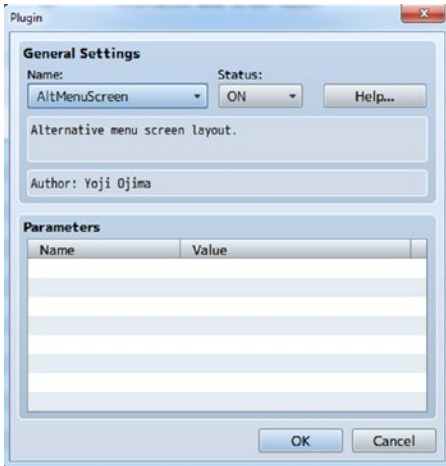 Plugin
General Settings
Name: Status:
AltMenuScreen ON Help...
Alternative menu screen layout.
Author: Yoji Ojima
Parameters
Name Value
OK Cancel